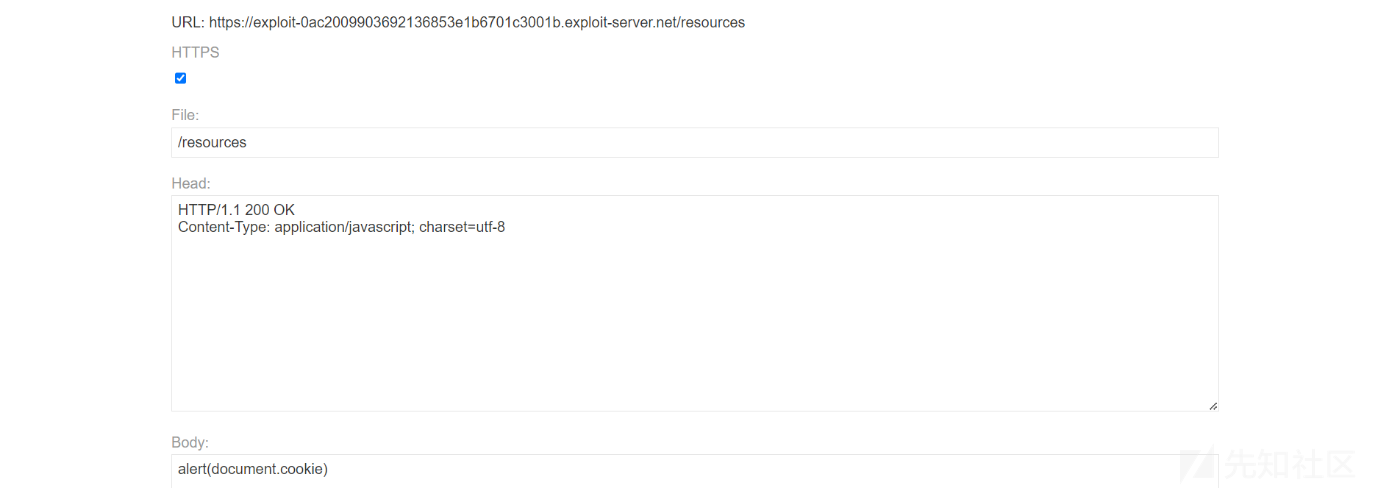 URL: https://exploit-0ac2009903692136853e1b6701c3001b.exploit-server.net/resources
HTTPS
File:
/resources
Head:
HTTP/1.1 200 OK
Content-Type: application/javascript; charset=utf-8
Body:
alert(document.cookie)
先知社区